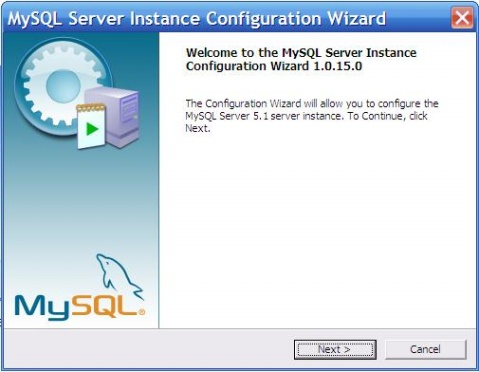 MySQL Server Instance Configuration Wizard
Welcome to the MySQL Server Instance
Configuration Wizard 1.0.15.0
The Configuration Wizard will allow you to configure the
MySQL Server 5.1 server instance. To Continue, click
Next.
MySQL
Next >
Cancel